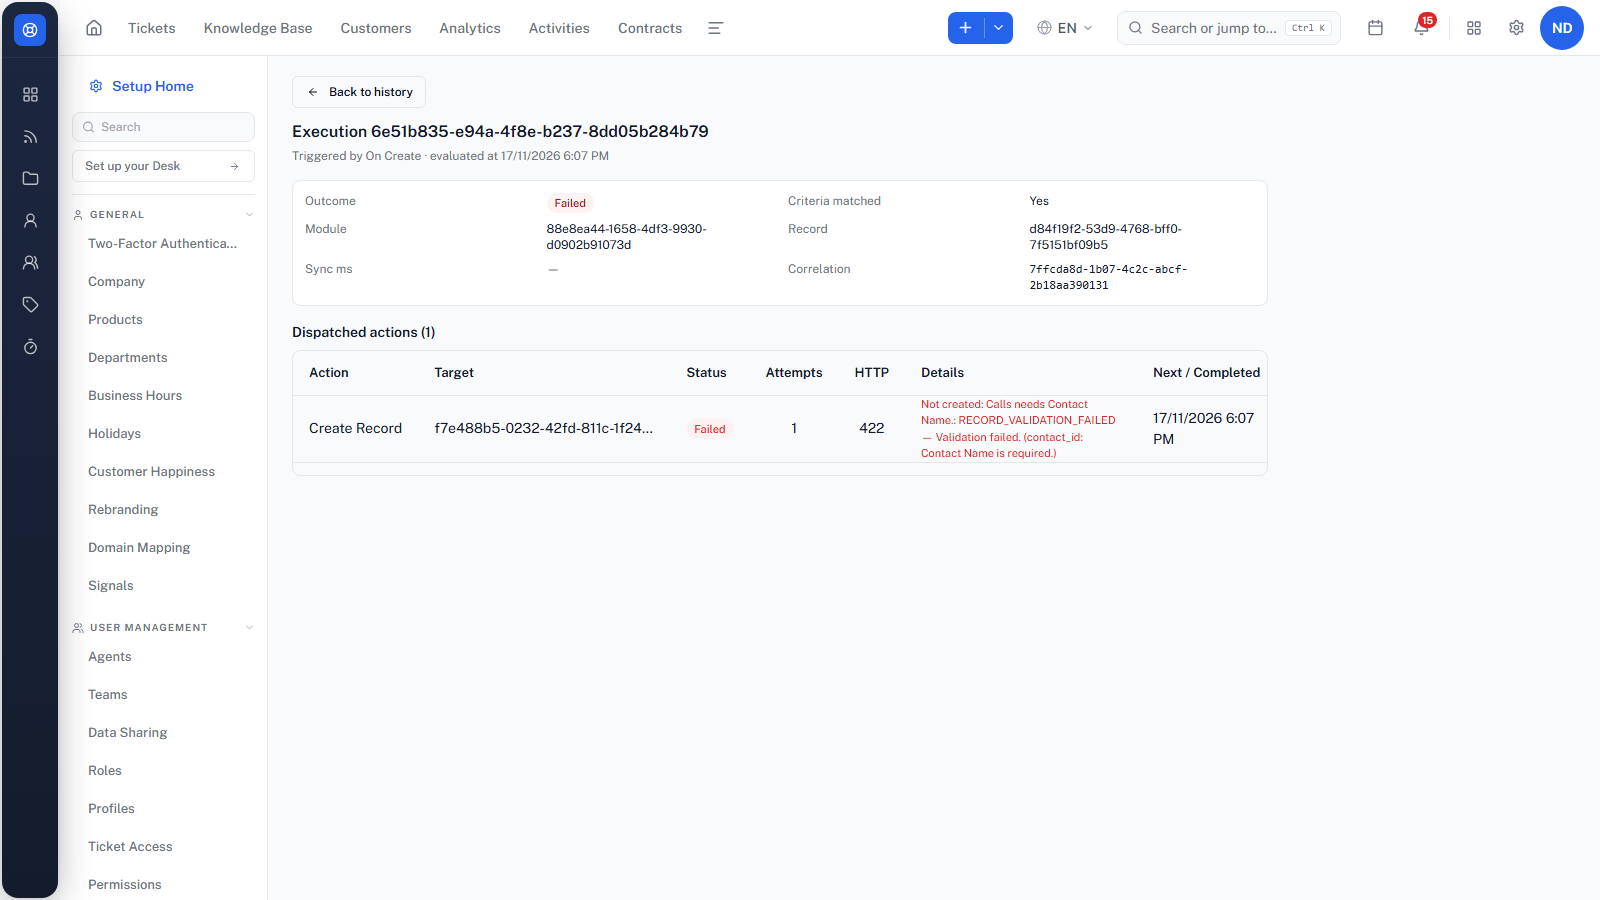 Tickets
Knowledge Base
Customers
Analytics
Activities
Contracts
EN
Search or jump to...
Ctrl K
15
ND
Setup Home
Search
Set up your Desk
GENERAL
Two-Factor Authentica...
Company
Products
Departments
Business Hours
Holidays
Customer Happiness
Rebranding
Domain Mapping
Signals
USER MANAGEMENT
Agents
Teams
Data Sharing
Roles
Profiles
Ticket Access
Permissions
Back to history
Execution 6e51b835-e94a-4f8e-b237-8dd05b284b79
Triggered by On Create · evaluated at 17/11/2026 6:07 PM
Outcome
Failed
Criteria matched
Yes
Module
88e8ea44-1658-4df3-9930-
d0902b91073d
Record
d84f19f2-53d9-4768-bff0-
7f5151bf09b5
Sync ms
—
Correlation
7ffcda8d-1b07-4c2c-abcf-
2b18aa390131
Dispatched actions (1)
Action
Target
Status
Attempts
HTTP
Details
Next / Completed
Create Record
f7e488b5-0232-42fd-811c-1f24...
Failed
1
422
Not created: Calls needs Contact
Name.: RECORD_VALIDATION_FAILED
— Validation failed. (contact_id:
Contact Name is required.)
17/11/2026 6:07
PM